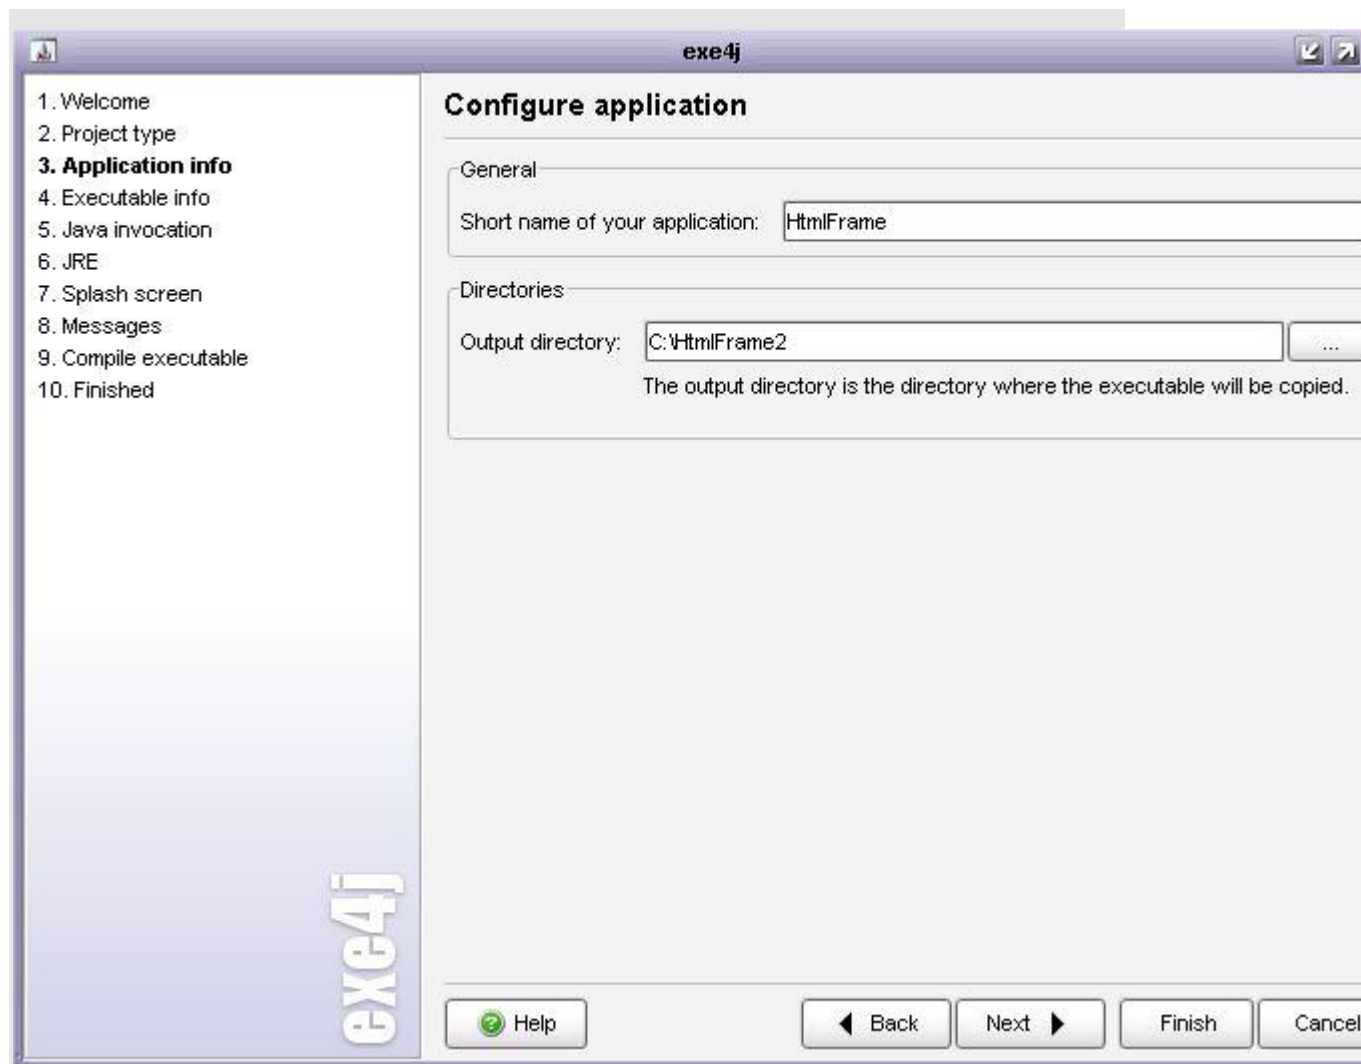 exe4j
1. Welcome
2. Project type
3. Application info
4. Executable info
5. Java invocation
6. JRE
7. Splash screen
8. Messages
9. Compile executable
10. Finished
exe4j
Configure application
General
Short name of your application: HtmlFrame
Directories
Output directory: C:\HtmlFrame2 ...
The output directory is the directory where the executable will be copied.
Help Back Next Finish Cancel